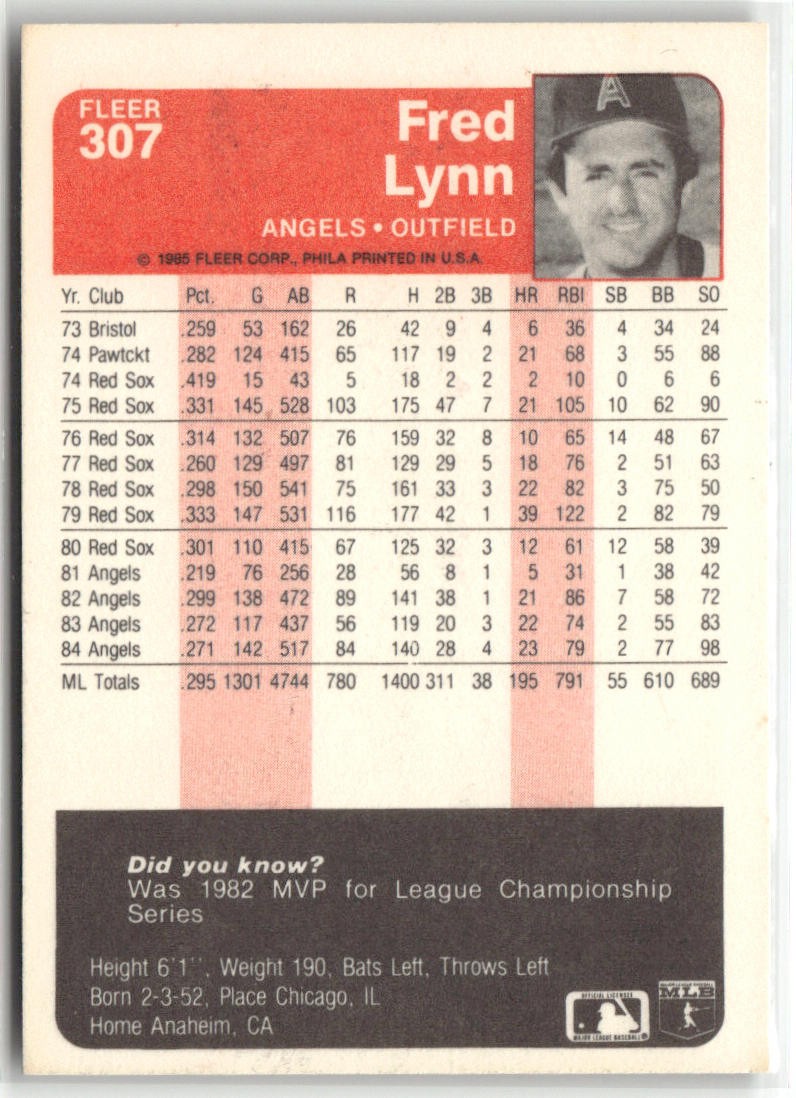 FLEER
307
Fred
Lynn
ANGELS • OUTFIELD
© 1985 FLEER CORP., PHILA PRINTED IN U.S.A.
A
Yr. Club Pct. G AB R H 2B 3B HR RBI SB BB SO
73 Bristol .259 53 162 26 42 9 4 6 36 4 34 24
74 Pawtckt .282 124 415 65 117 19 2 21 68 3 55 88
74 Red Sox .419 15 43 5 18 2 2 2 10 0 6 6
75 Red Sox .331 145 528 103 175 47 7 21 105 10 62 90
76 Red Sox .314 132 507 76 159 32 8 10 65 14 48 67
77 Red Sox .260 129 497 81 129 29 5 18 76 2 51 63
78 Red Sox .298 150 541 75 161 33 3 22 82 3 75 50
79 Red Sox .333 147 531 116 177 42 1 39 122 2 82 79
80 Red Sox .301 110 415 67 125 32 3 12 61 12 58 39
81 Angels .219 76 256 28 56 8 1 5 31 1 38 42
82 Angels .299 138 472 89 141 38 1 21 86 7 58 72
83 Angels .272 117 437 56 119 20 3 22 74 2 55 83
84 Angels .271 142 517 84 140 28 4 23 79 2 77 98
ML Totals .295 1301 4744 780 1400 311 38 195 791 55 610 689
Did you know?
Was 1982 MVP for League Championship
Series
Height 6'1'', Weight 190, Bats Left, Throws Left
Born 2-3-52, Place Chicago, IL
Home Anaheim, CA
OFFICIAL LICENSEE
MAJOR LEAGUE BASEBALL
MAJOR LEAGUE BASEBALL
MLB